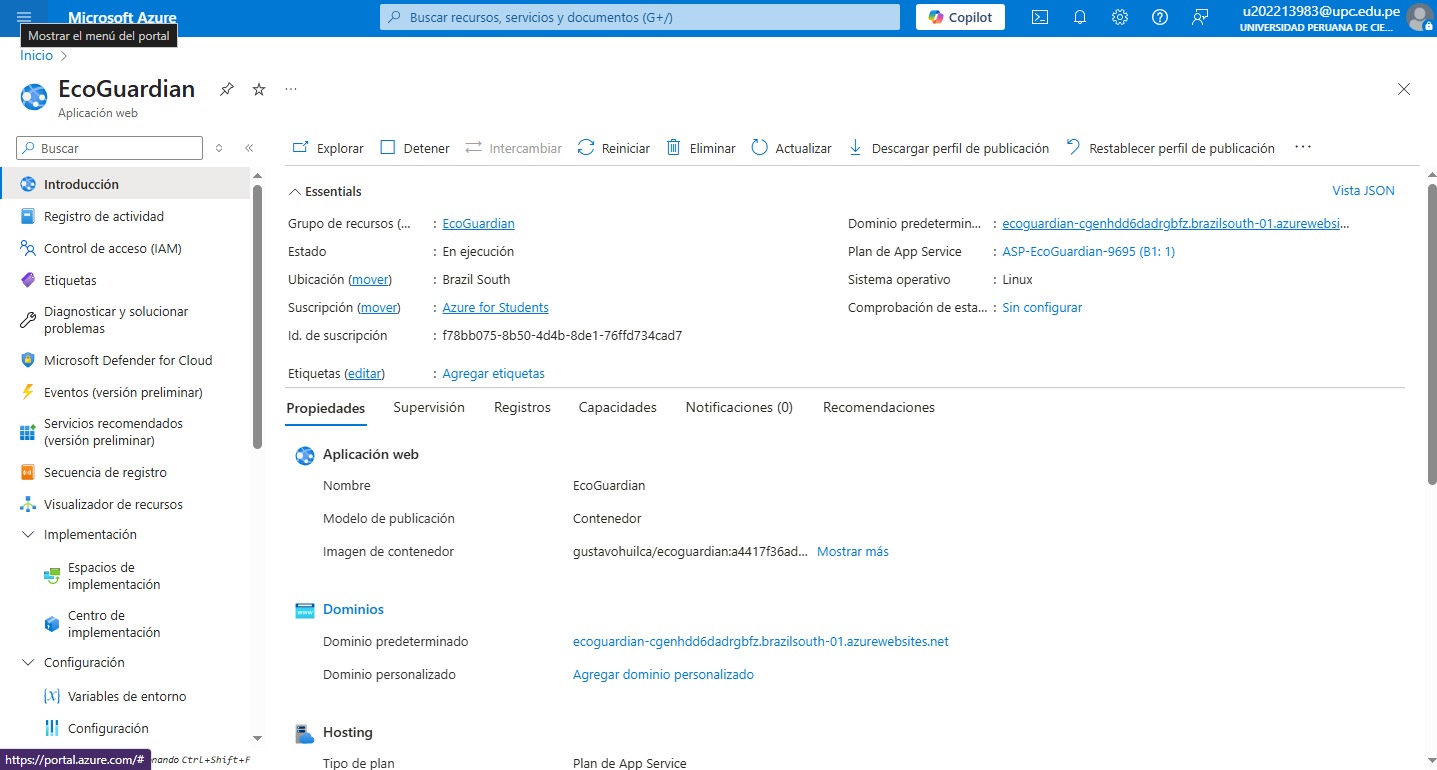 Microsoft Azure
Buscar recursos, servicios y documentos (G+/)
Copilot
u202213983@upc.edu.pe
UNIVERSIDAD PERUANA DE CIE...
Mostrar el menú del portal
Inicio
EcoGuardian
...
Aplicación web
Buscar
Explorar
Detener
Intercambiar
Reiniciar
Eliminar
Actualizar
Descargar perfil de publicación
Restablecer perfil de publicación
...
Introducción
Registro de actividad
Control de acceso (IAM)
Etiquetas
Diagnosticar y solucionar
problemas
Microsoft Defender for Cloud
Eventos (versión preliminar)
Servicios recomendados
(versión preliminar)
Secuencia de registro
Visualizador de recursos
Implementación
Espacios de
implementación
Centro de
implementación
Configuración
Variables de entorno
Configuración
https://portal.azure.com/#
nando Ctrl+Shift+F
Essentials
Vista JSON
Grupo de recursos (... : EcoGuardian
Estado : En ejecución
Ubicación (mover) : Brazil South
Suscripción (mover) : Azure for Students
Id. de suscripción : f78bb075-8b50-4d4b-8de1-76ffd734cad7
Etiquetas (editar) : Agregar etiquetas
Dominio predetermin... : ecoguardian-cgenhdd6dadrgbfz.brazilsouth-01.azurewebsi...
Plan de App Service : ASP-EcoGuardian-9695 (B1: 1)
Sistema operativo : Linux
Comprobación de esta... : Sin configurar
Propiedades
Supervisión
Registros
Capacidades
Notificaciones (0)
Recomendaciones
Aplicación web
Nombre EcoGuardian
Modelo de publicación Contenedor
Imagen de contenedor gustavohuilca/ecoguardian:a4417f36ad... Mostrar más
Dominios
Dominio predeterminado ecoguardian-cgenhdd6dadrgbfz.brazilsouth-01.azurewebsites.net
Dominio personalizado Agregar dominio personalizado
Hosting
Tipo de plan Plan de App Service